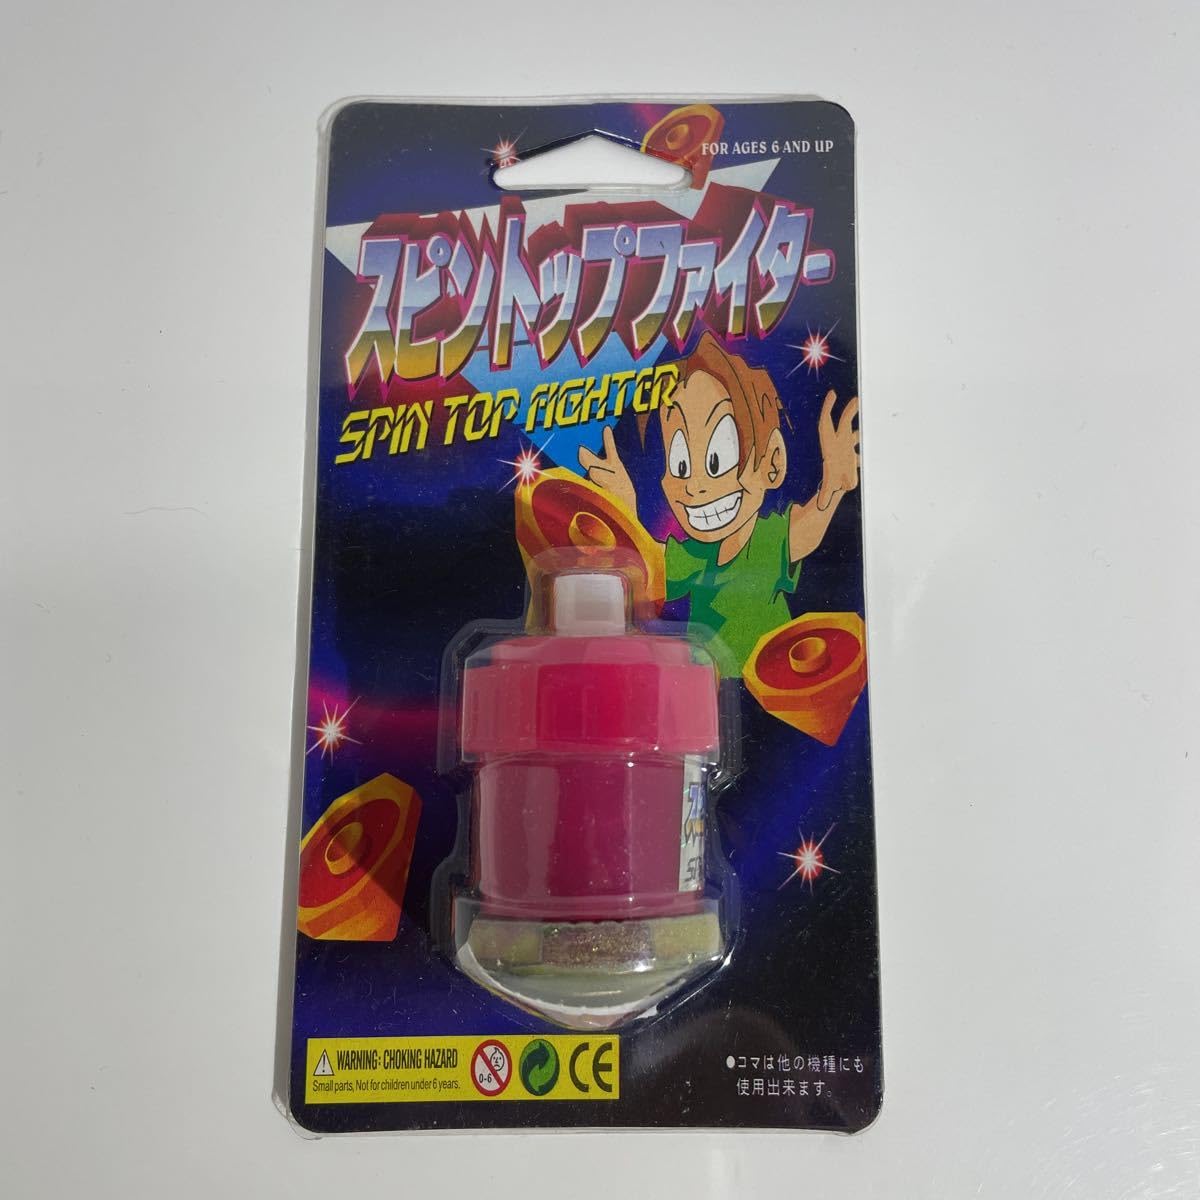 FOR AGES 6 AND UP
スピントップファイター
SPIN TOP FIGHTER
WARNING: CHOKING HAZARD
Small parts, Not for children under 6 years.
0-6
CE
●コマは他の機種にも
使用出来ます。